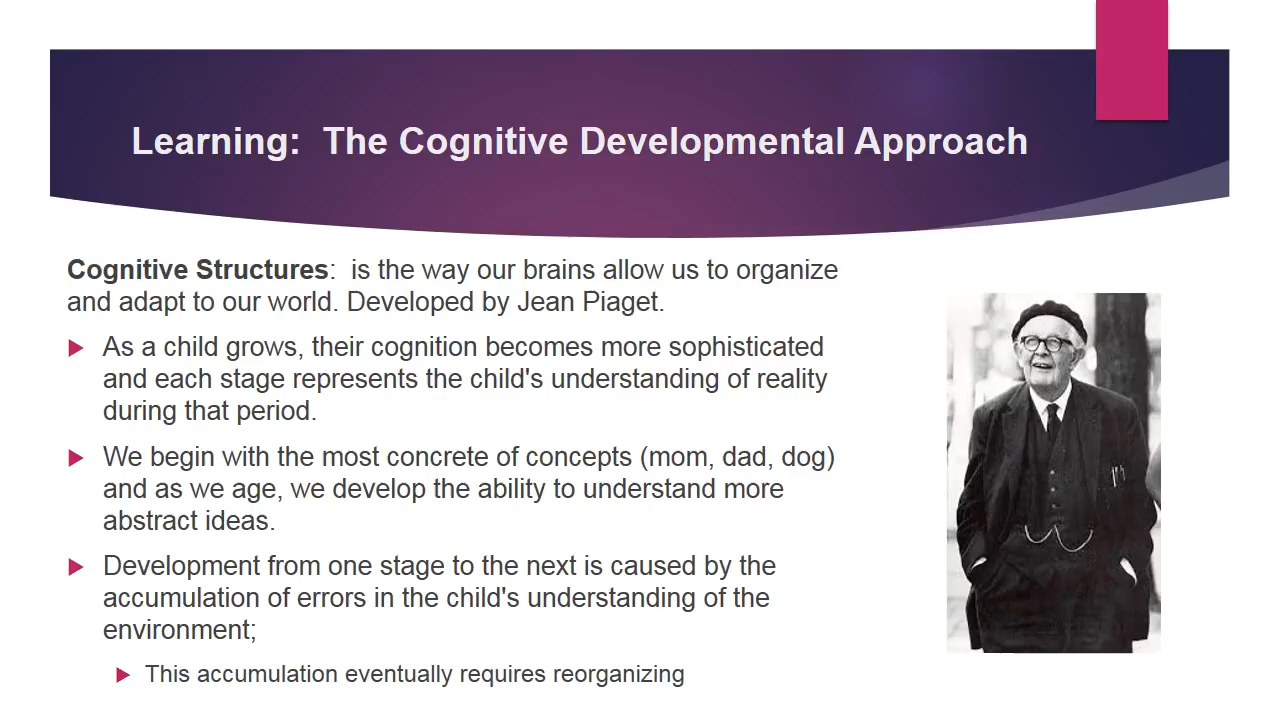 Learning:  The Cognitive Developmental Approach
Cognitive Structures:  is the way our brains allow us to organize
and adapt to our world. Developed by Jean Piaget.
As a child grows, their cognition becomes more sophisticated
and each stage represents the child's understanding of reality
during that period.
We begin with the most concrete of concepts (mom, dad, dog)
and as we age, we develop the ability to understand more
abstract ideas.
Development from one stage to the next is caused by the
accumulation of errors in the child's understanding of the
environment;
This accumulation eventually requires reorganizing